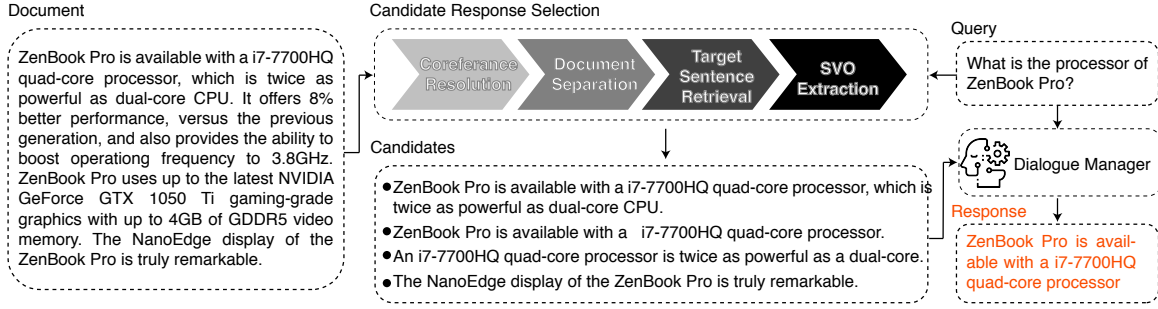 Document
ZenBook Pro is available with a i7-7700HQ
quad-core processor, which is twice as
powerful as dual-core CPU. It offers 8%
better performance, versus the previous
generation, and also provides the ability to
boost operationg frequency to 3.8GHz.
ZenBook Pro uses up to the latest NVIDIA
GeForce GTX 1050 Ti gaming-grade
graphics with up to 4GB of GDDR5 video
memory. The NanoEdge display of the
ZenBook Pro is truly remarkable.
Candidate Response Selection
Coreferance
Resolution
Document
Separation
Target
Sentence
Retrieval
SVO
Extraction
Candidates
●ZenBook Pro is available with a i7-7700HQ quad-core processor, which is
twice as powerful as dual-core CPU.
●ZenBook Pro is available with a i7-7700HQ quad-core processor.
●An i7-7700HQ quad-core processor is twice as powerful as a dual-core.
●The NanoEdge display of the ZenBook Pro is truly remarkable.
Query
What is the processor of
ZenBook Pro?
Dialogue Manager
Response
ZenBook Pro is avail-
able with a i7-7700HQ
quad-core processor